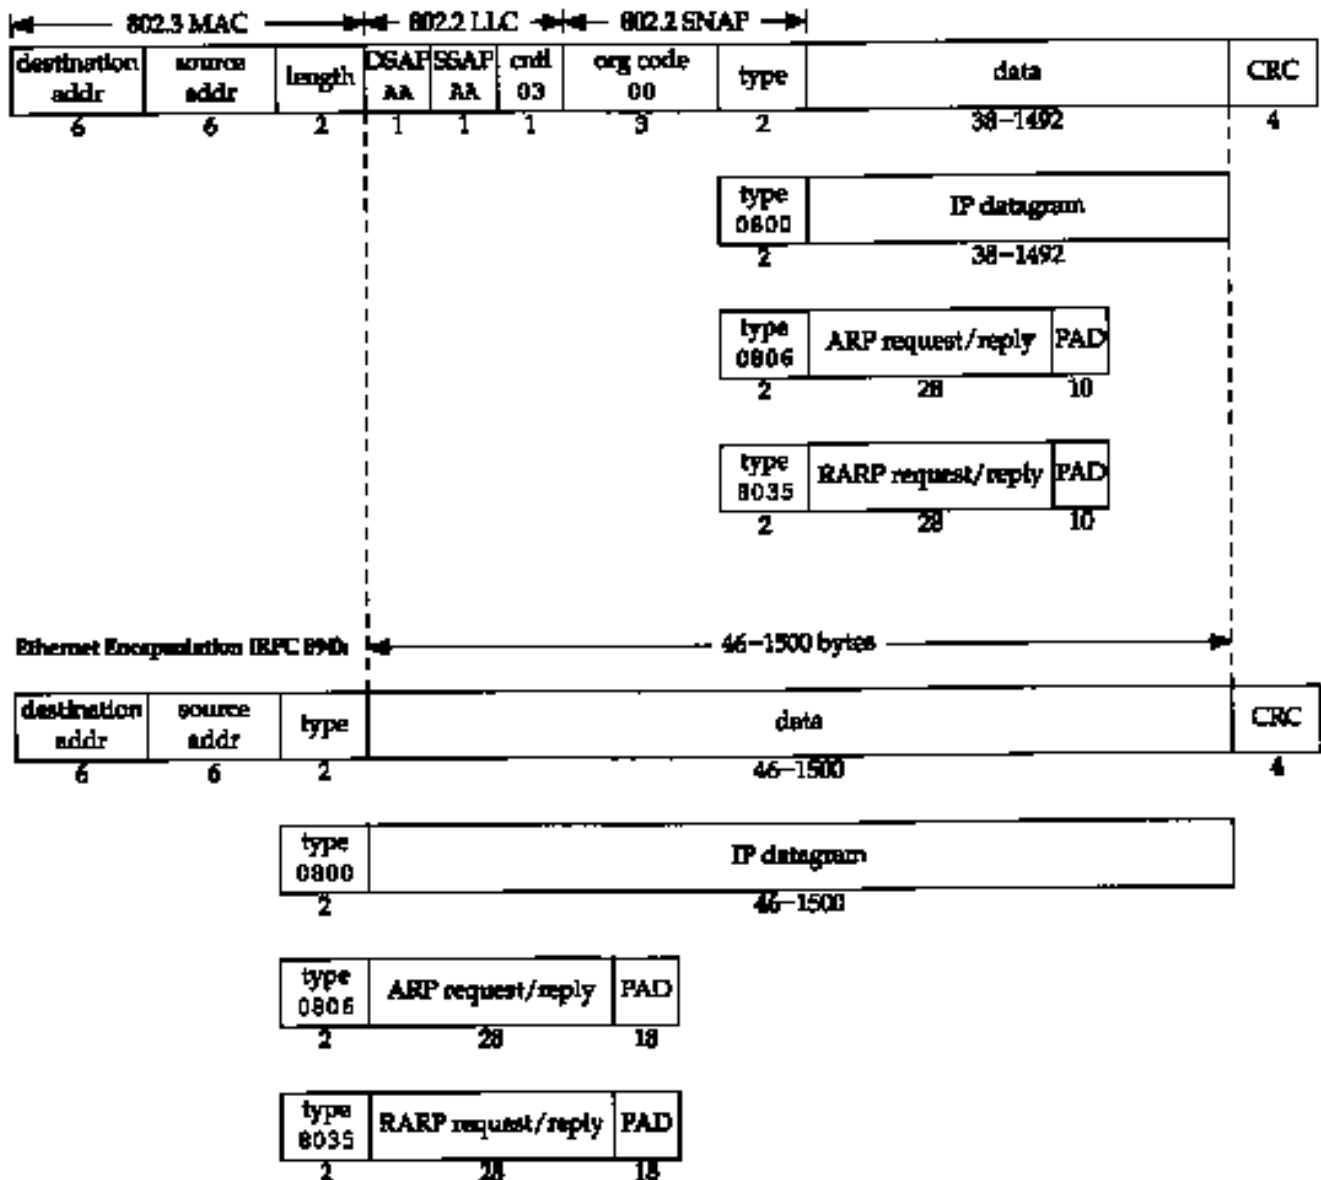 802.3 MAC 802.2 LLC 802.2 SNAP
destination addr source addr length DSAP AA SSAP AA cntl 03 org code 00 type data CRC
6 6 2 1 1 1 3 2 38-1492 4
type 0800 IP datagram
2 38-1492
type 0806 ARP request/reply PAD
2 28 10
type 8035 RARP request/reply PAD
2 28 10
Ethernet Encapsulation (RFC 894):
46-1500 bytes
destination addr source addr type data CRC
6 6 2 46-1500 4
type 0800 IP datagram
2 46-1500
type 0806 ARP request/reply PAD
2 28 18
type 8035 RARP request/reply PAD
2 28 18